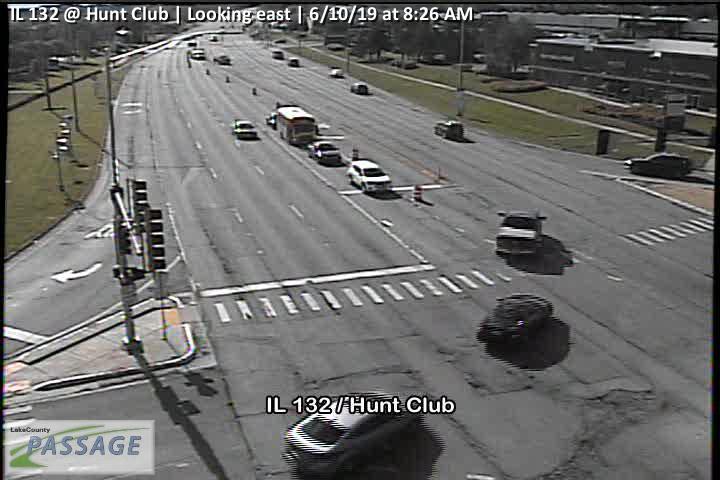 IL 132 @ Hunt Club | Looking east | 6/10/19 at 8:26 AM
IL 132 / Hunt Club
LakeCounty
PASSAGE